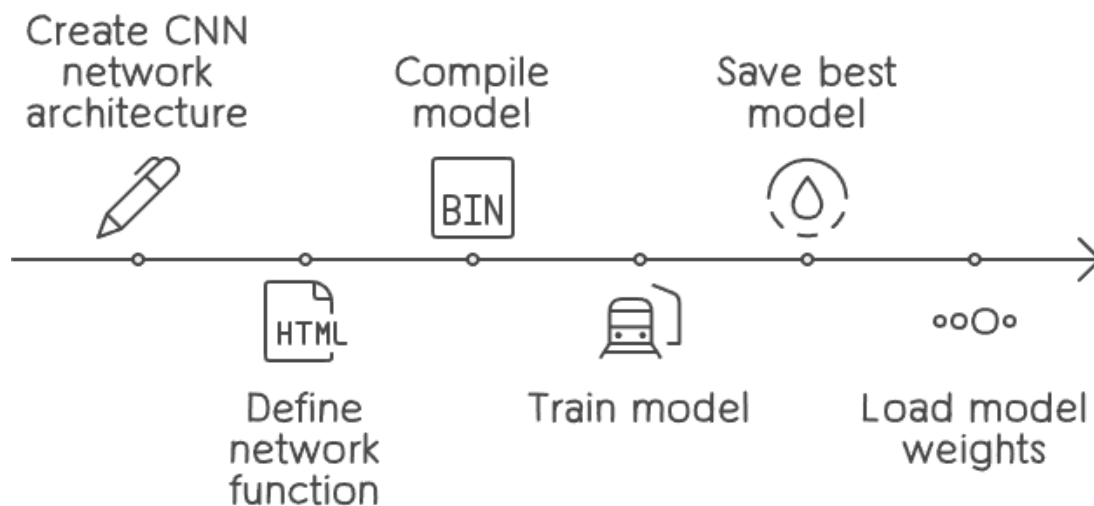 Create CNN
network
architecture
Compile
model
Save best
model
BIN
HTML
Define
network
function
Train model
Load model
weights